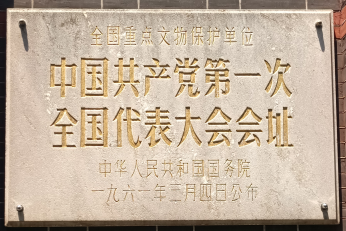 全国重点文物保护单位
中国共产党第一次
全国代表大会会址
中华人民共和国国务院
一九六一年三月四日公布